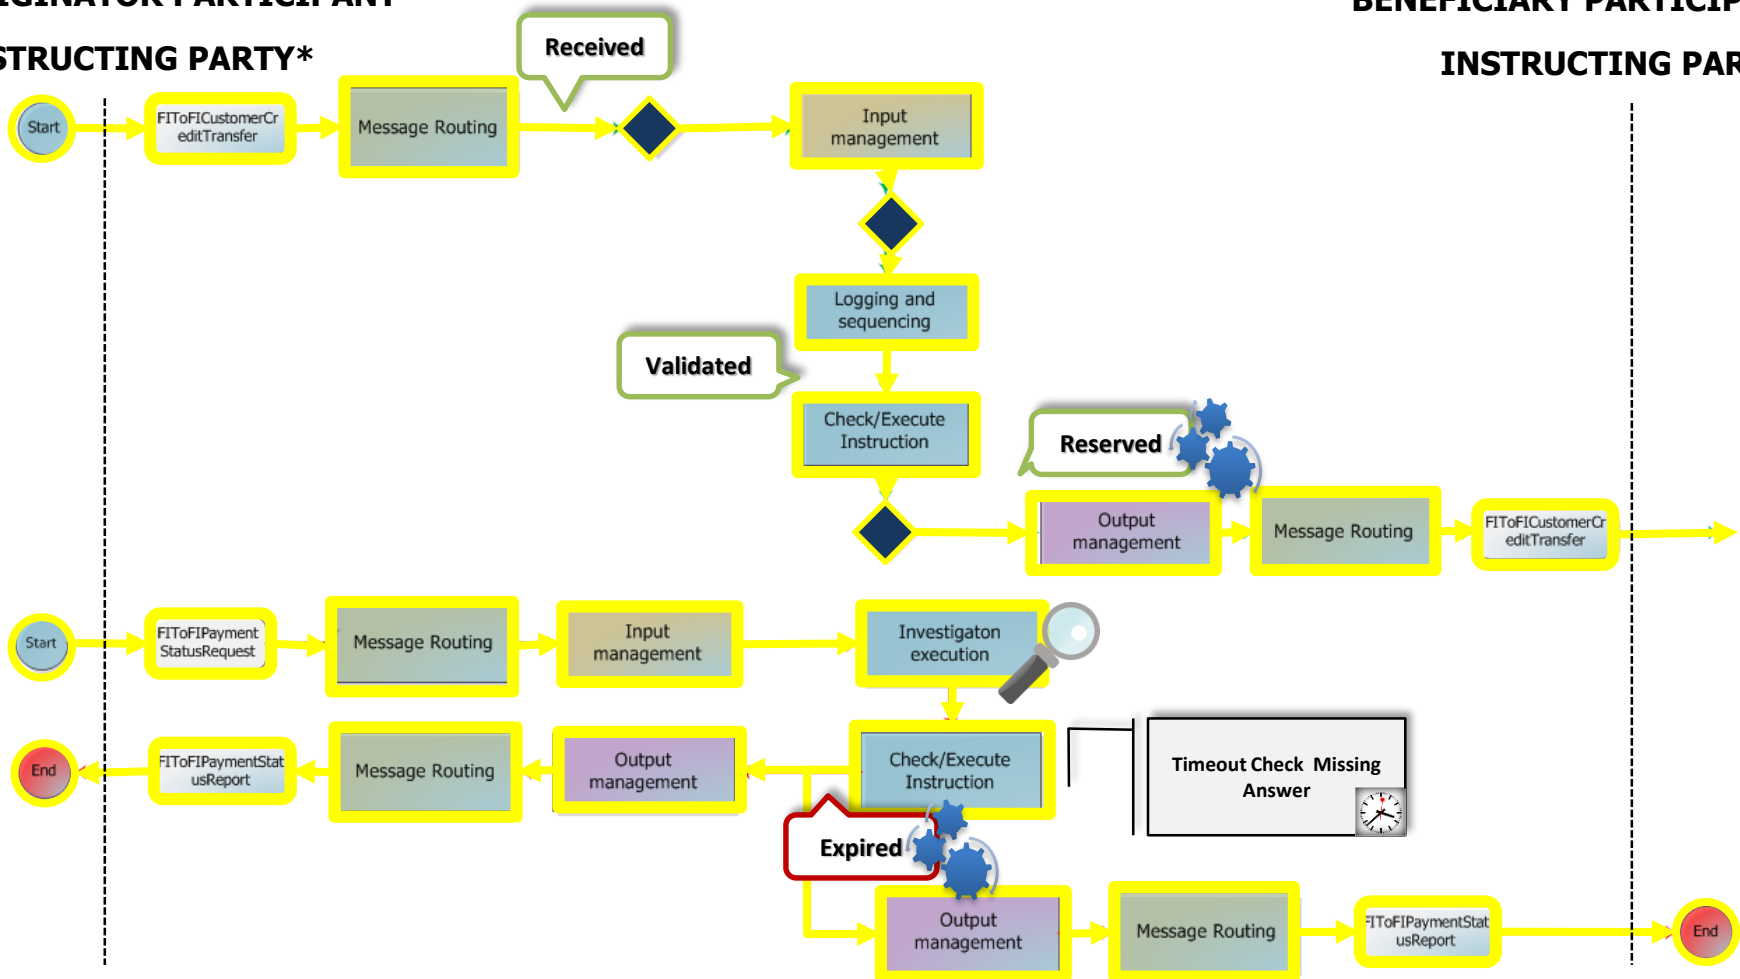 STRUCTING PARTY*
INSTRUCTING PAR
Received
Start
FIToFICustomerCr
editTransfer
Message Routing
Input
management
Logging and
sequencing
Validated
Check/Execute
Instruction
Reserved
Output
management
Message Routing
FIToFICustomerCr
editTransfer
Start
FIToFIPayment
StatusRequest
Message Routing
Input
management
Investigaton
execution
End
FIToFIPaymentStat
usReport
Message Routing
Output
management
Check/Execute
Instruction
Timeout Check Missing
Answer
Expired
Output
management
Message Routing
FIToFIPaymentStat
usReport
End